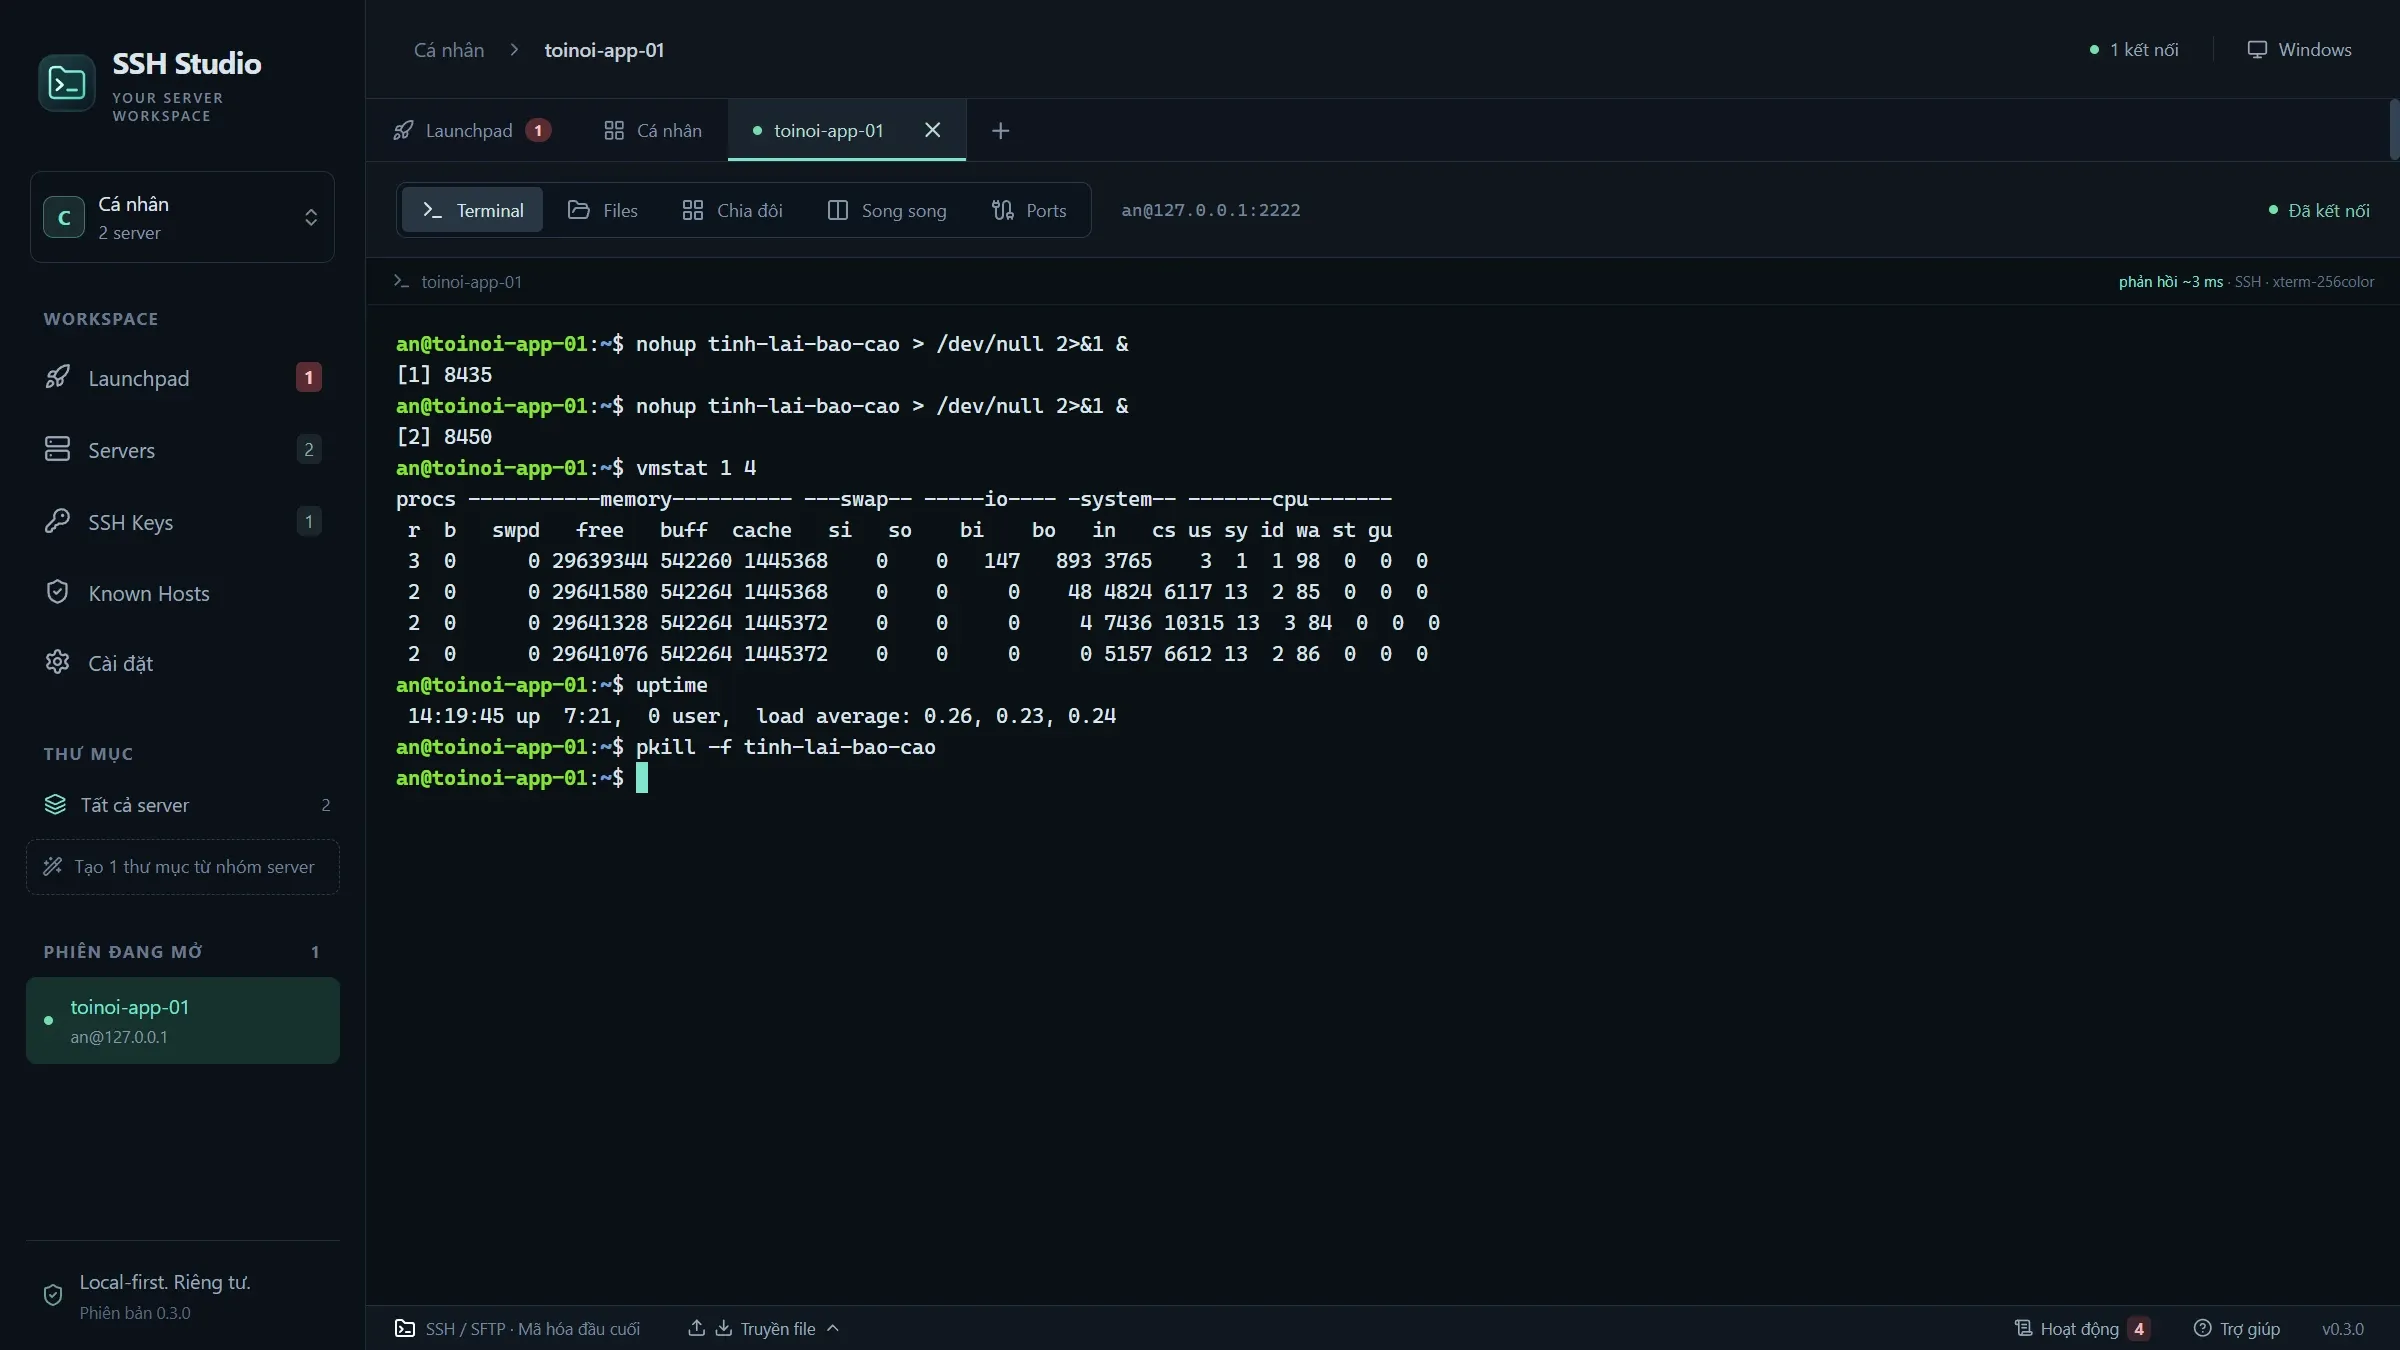 SSH Studio
YOUR SERVER
WORKSPACE
C
Cá nhân
2 server
WORKSPACE
Launchpad 1
Servers 2
SSH Keys 1
Known Hosts
Cài đặt
THƯ MỤC
Tất cả server 2
Tạo 1 thư mục từ nhóm server
PHIÊN ĐANG MỞ 1
toinoi-app-01
an@127.0.0.1
Local-first. Riêng tư.
Phiên bản 0.3.0
Cá nhân > toinoi-app-01
1 kết nối
Windows
Launchpad 1
Cá nhân
toinoi-app-01
Terminal
Files
Chia đôi
Song song
Ports
an@127.0.0.1:2222
Đã kết nối
toinoi-app-01
phản hồi ~3 ms · SSH · xterm-256color
an@toinoi-app-01:~$ nohup tinh-lai-bao-cao > /dev/null 2>&1 &
[1] 8435
an@toinoi-app-01:~$ nohup tinh-lai-bao-cao > /dev/null 2>&1 &
[2] 8450
an@toinoi-app-01:~$ vmstat 1 4
procs -----------memory---------- ---swap-- -----io---- -system-- -------cpu-------
 r  b   swpd   free   buff  cache   si   so    bi    bo   in   cs us sy id wa st gu
 3  0      0 29639344 542260 1445368    0    0   147   893 3765    3  1  1 98  0  0  0
 2  0      0 29641580 542264 1445368    0    0     0    48 4824 6117 13  2 85  0  0  0
 2  0      0 29641328 542264 1445372    0    0     0     4 7436 10315 13  3 84  0  0  0
 2  0      0 29641076 542264 1445372    0    0     0     0 5157 6612 13  2 86  0  0  0
an@toinoi-app-01:~$ uptime
 14:19:45 up  7:21,  0 user,  load average: 0.26, 0.23, 0.24
an@toinoi-app-01:~$ pkill -f tinh-lai-bao-cao
an@toinoi-app-01:~$
SSH / SFTP · Mã hóa đầu cuối
Truyền file
Hoạt động 4
Trợ giúp
v0.3.0